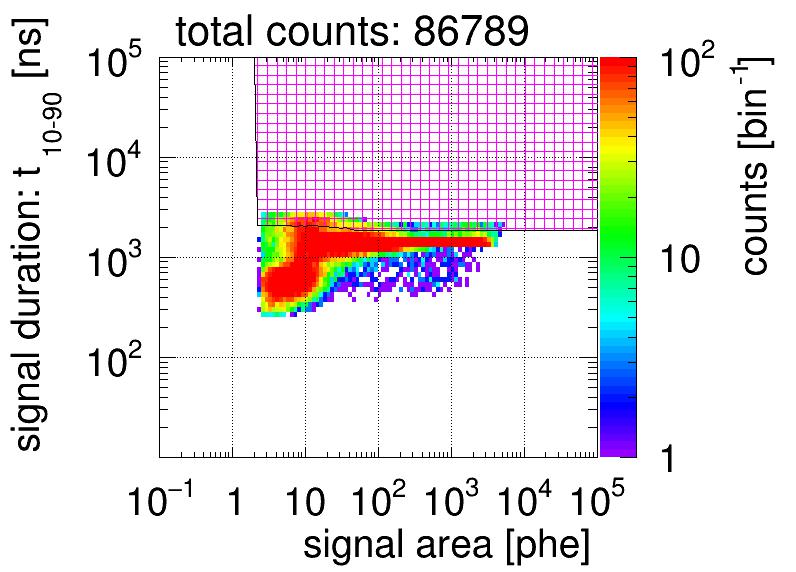 total counts: 86789
signal duration: t 10-90 [ns]
10^5
10^4
10^3
10^2
10^−1 1 10 10^2 10^3 10^4 10^5
signal area [phe]
10^2
10
1
counts [bin^-1]